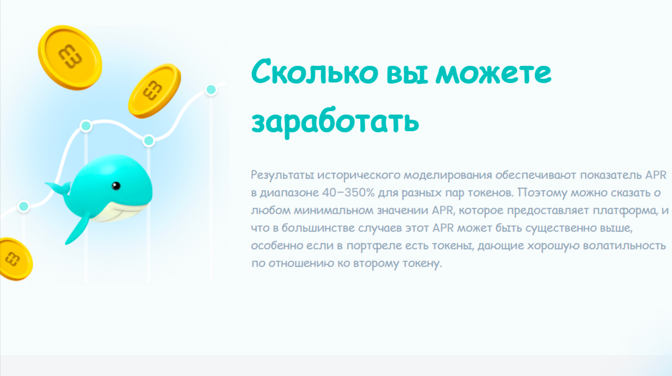 Сколько вы можете
заработать
Результаты исторического моделирования обеспечивают показатель APR
в диапазоне 40–350% для разных пар токенов. Поэтому можно сказать о
любом минимальном значении APR, которое предоставляет платформа, и
что в большинстве случаев этот APR может быть существенно выше,
особенно если в портфеле есть токены, дающие хорошую волатильность
по отношению ко второму токену.